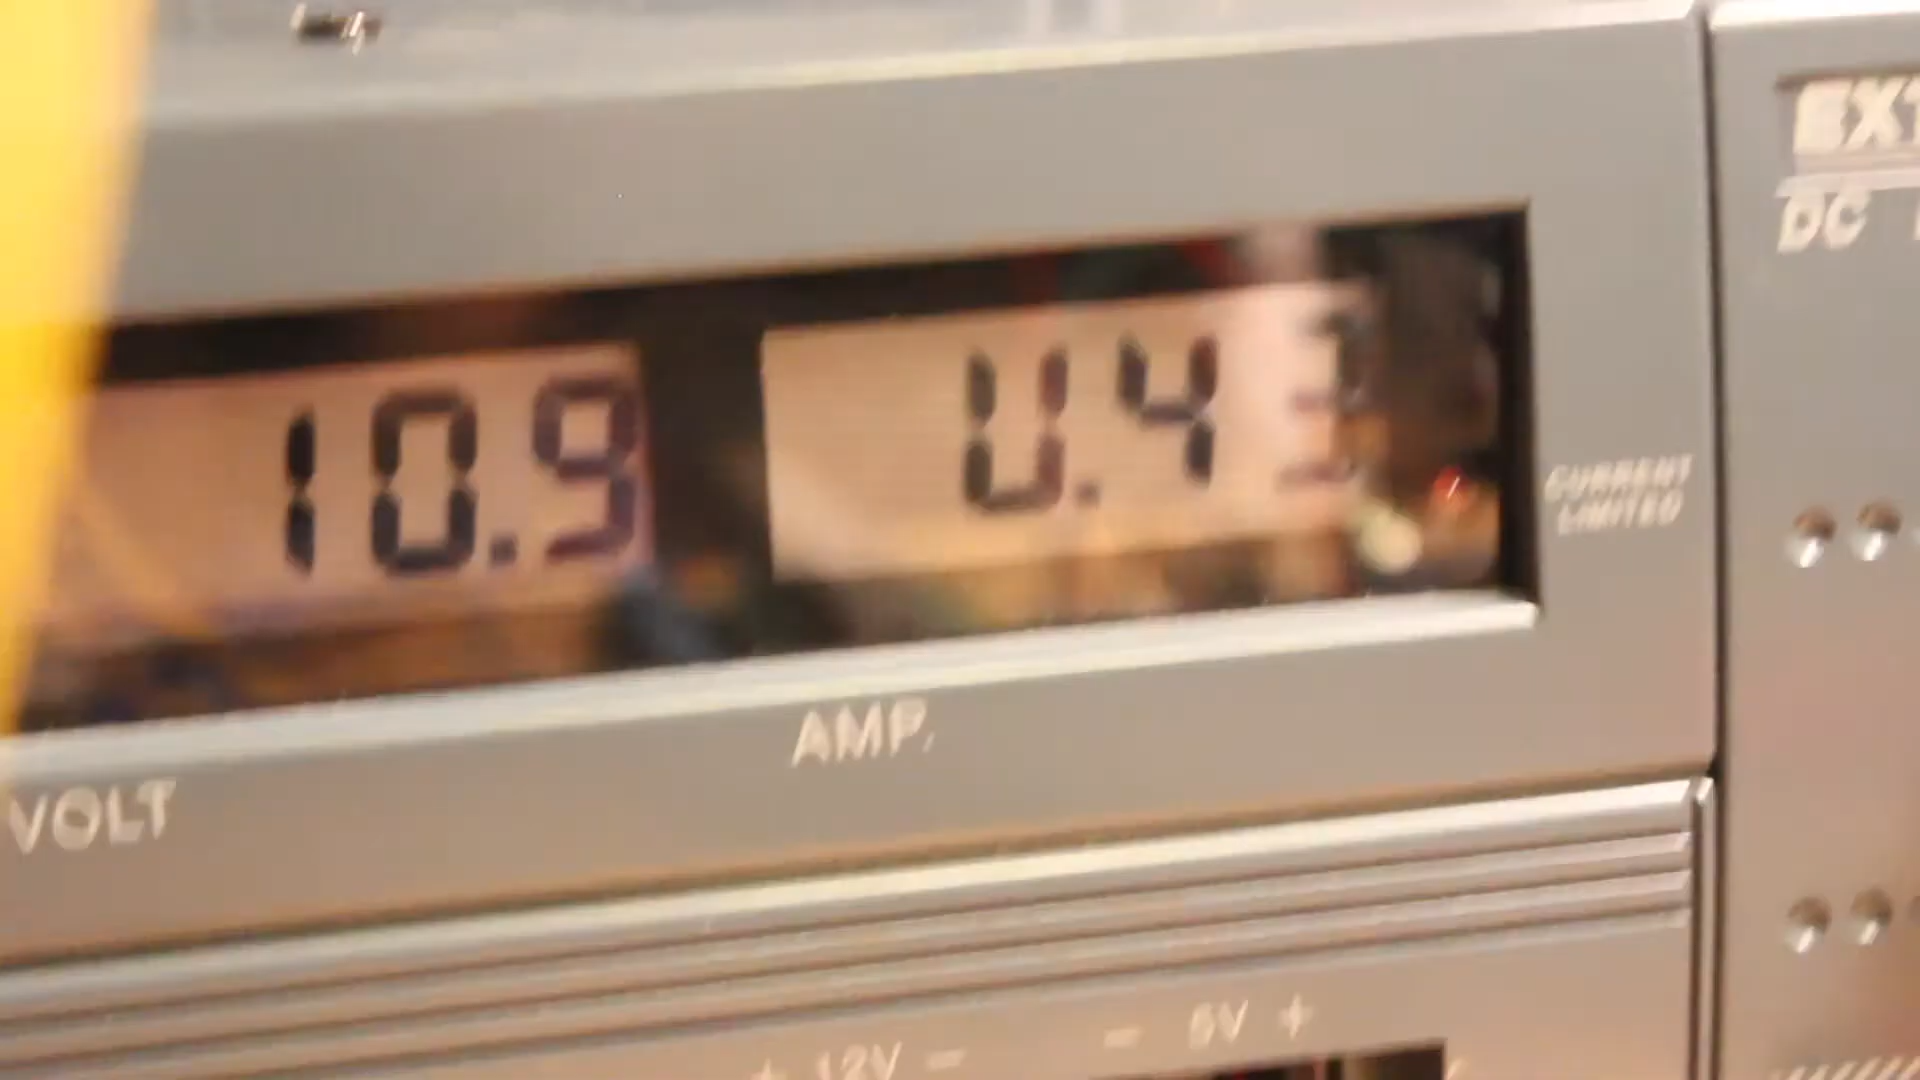 EXT
DC
10.9
0.43
CURRENT
LIMITED
AMP.
VOLT
+ 12V -
- 5V +